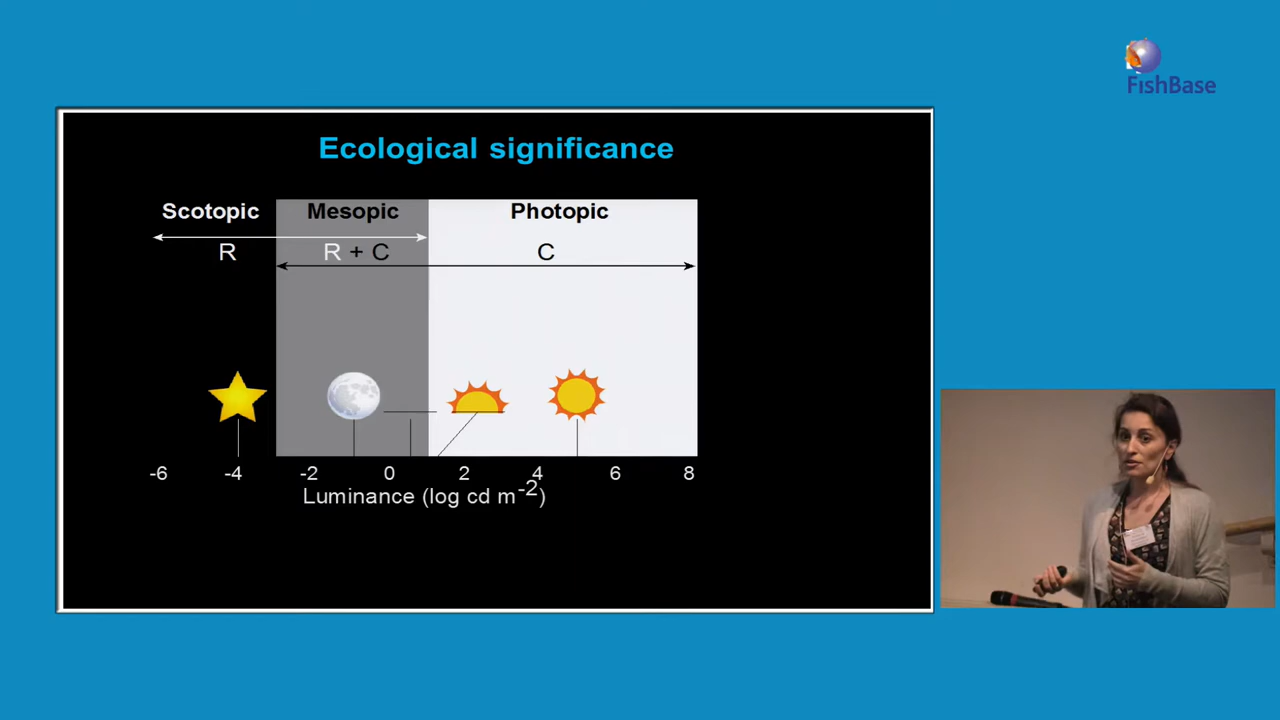 FishBase
Ecological significance
Scotopic Mesopic Photopic
R R + C C
-6 -4 -2 0 2 4 6 8
Luminance (log cd m-2)